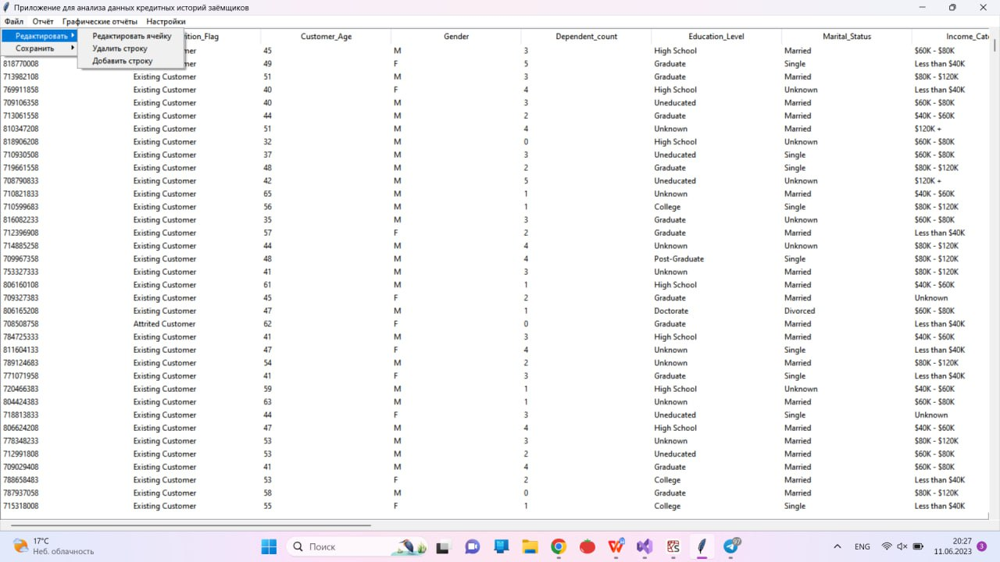 Приложение для анализа данных кредитных историй заёмщиков
Файл Отчёт Графические отчёты Настройки
Редактировать Редактировать ячейку ition_Flag Customer_Age Gender Dependent_count Education_Level Marital_Status Income_Cat
Сохранить Удалить строку mer 45 M 3 High School Married $60K - $80K
Добавить строку
818770008 mer 49 F 5 Graduate Single Less than $40K
713982108 Existing Customer 51 M 3 Graduate Married $80K - $120K
769911858 Existing Customer 40 F 4 High School Unknown Less than $40K
709106358 Existing Customer 40 M 3 Uneducated Married $60K - $80K
713061558 Existing Customer 44 M 2 Graduate Married $40K - $60K
810347208 Existing Customer 51 M 4 Unknown Married $120K +
818906208 Existing Customer 32 M 0 High School Unknown $60K - $80K
710930508 Existing Customer 37 M 3 Uneducated Single $60K - $80K
719661558 Existing Customer 48 M 2 Graduate Single $80K - $120K
708790833 Existing Customer 42 M 5 Uneducated Unknown $120K +
710821833 Existing Customer 65 M 1 Unknown Married $40K - $60K
710599683 Existing Customer 56 M 1 College Single $80K - $120K
816082233 Existing Customer 35 M 3 Graduate Unknown $60K - $80K
712396908 Existing Customer 57 F 2 Graduate Married Less than $40K
714885258 Existing Customer 44 M 4 Unknown Unknown $80K - $120K
709967358 Existing Customer 48 M 4 Post-Graduate Single $80K - $120K
753327333 Existing Customer 41 M 3 Unknown Married $80K - $120K
806160108 Existing Customer 61 M 1 High School Married $40K - $60K
709327383 Existing Customer 45 F 2 Graduate Married Unknown
806165208 Existing Customer 47 M 1 Doctorate Divorced $60K - $80K
708508758 Attrited Customer 62 F 0 Graduate Married Less than $40K
784725333 Existing Customer 41 M 3 High School Married $40K - $60K
811604133 Existing Customer 47 F 4 Unknown Single Less than $40K
789124683 Existing Customer 54 M 2 Unknown Married $80K - $120K
771071958 Existing Customer 41 F 3 Graduate Single Less than $40K
720466383 Existing Customer 59 M 1 High School Unknown $40K - $60K
804424383 Existing Customer 63 M 1 Unknown Married $60K - $80K
718813833 Existing Customer 44 F 3 Uneducated Single Unknown
806624208 Existing Customer 47 M 4 High School Married $40K - $60K
778348233 Existing Customer 53 M 3 Unknown Married $80K - $120K
712991808 Existing Customer 53 M 2 Uneducated Married $60K - $80K
709029408 Existing Customer 41 M 4 Graduate Married $60K - $80K
788658483 Existing Customer 53 F 2 College Married Less than $40K
787937058 Existing Customer 58 M 0 Graduate Married $80K - $120K
715318008 Existing Customer 55 F 1 College Single Less than $40K
17°C
Неб. облачность
Поиск
97
ENG
20:27
11.06.2023
3